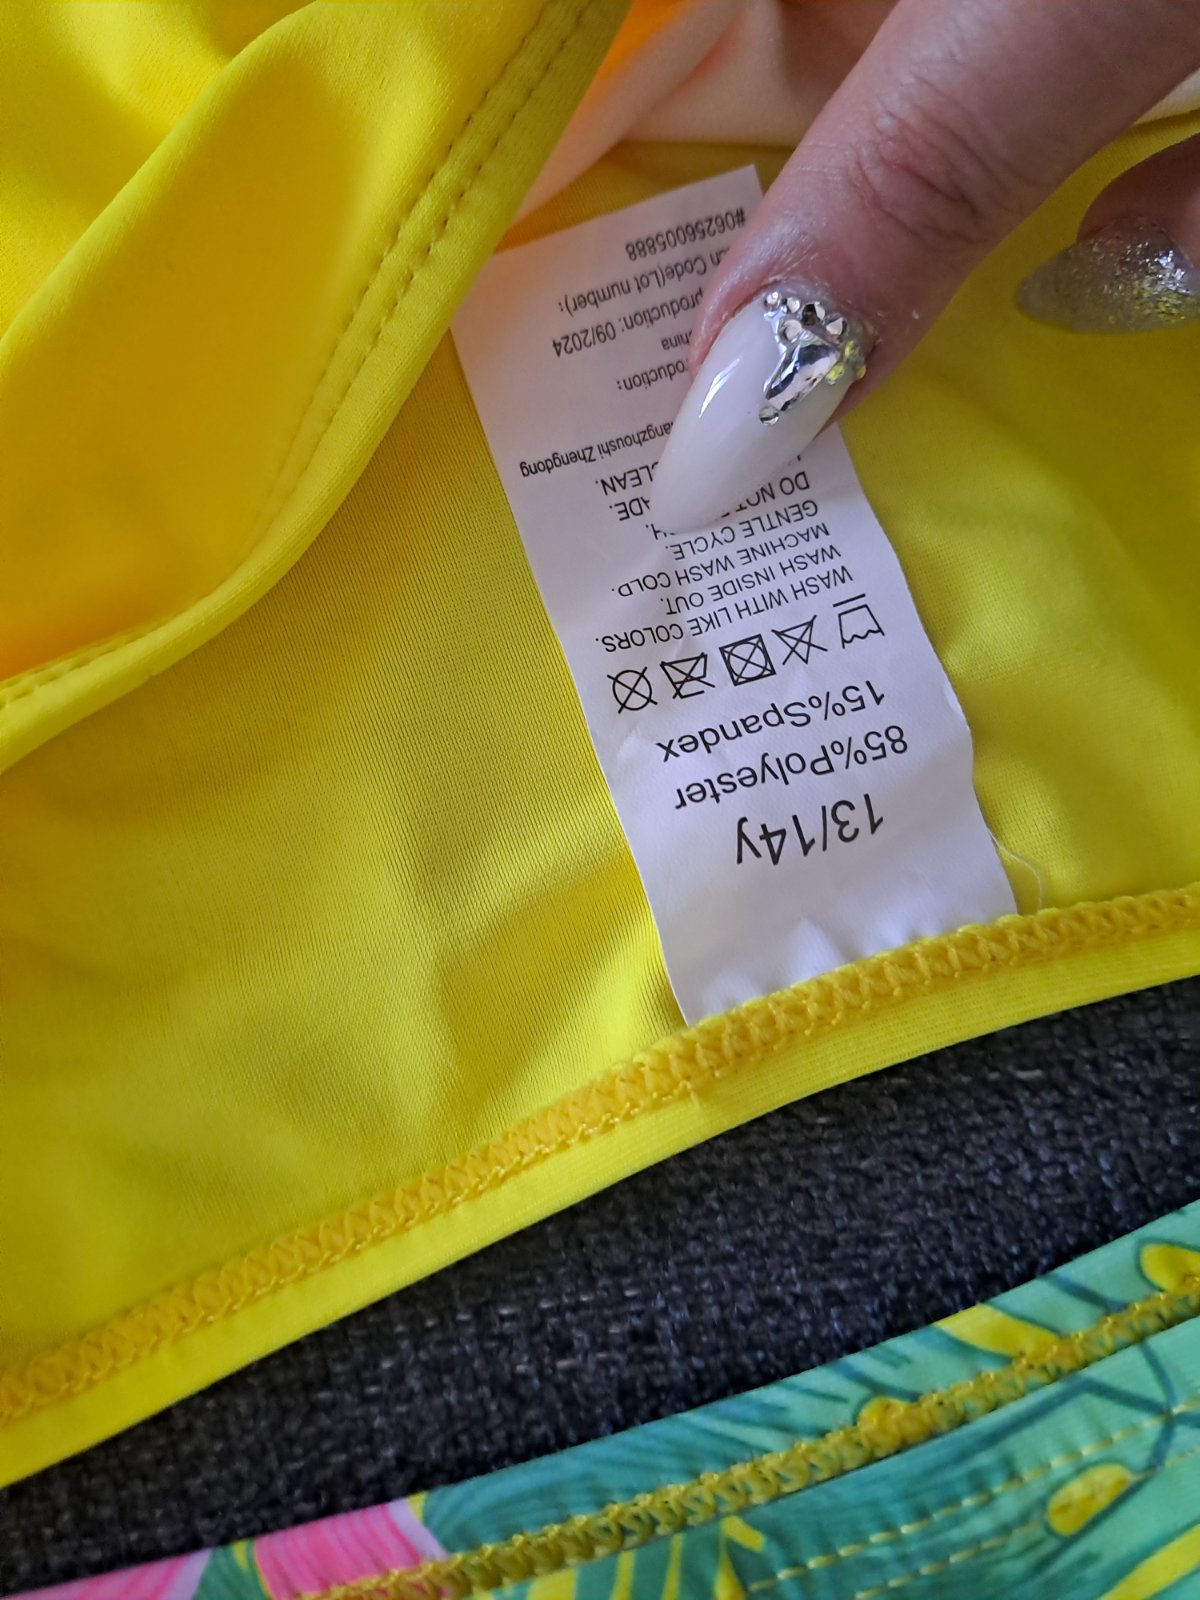 13/14y
85%Polyester
15%Spandex
WASH WITH LIKE COLORS.
WASH INSIDE OUT.
MACHINE WASH COLD.
GENTLE CYCLE.
DO NOT
Zhengdong
production: 09/2024
Code(Lot number):
#06256005888